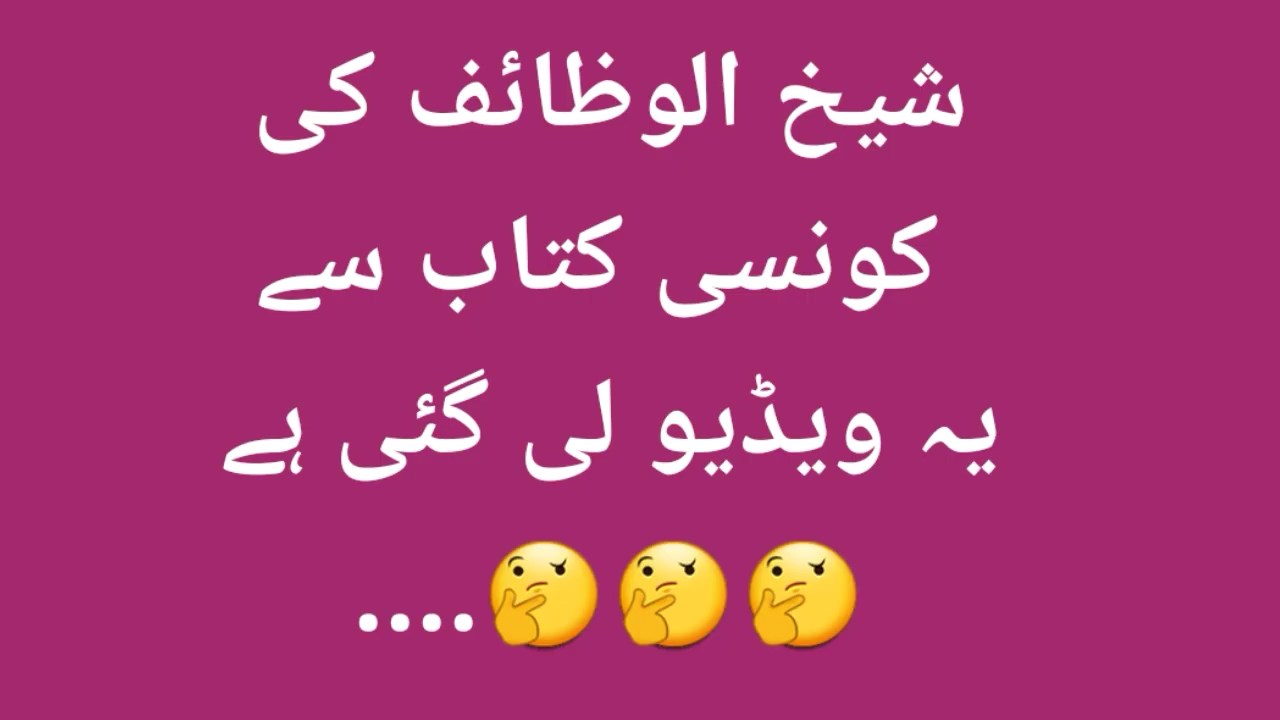 شیخ الوظائف کی
کونسی کتاب سے
یہ ویڈیو لی گئی ہے
🤔🤔🤔....